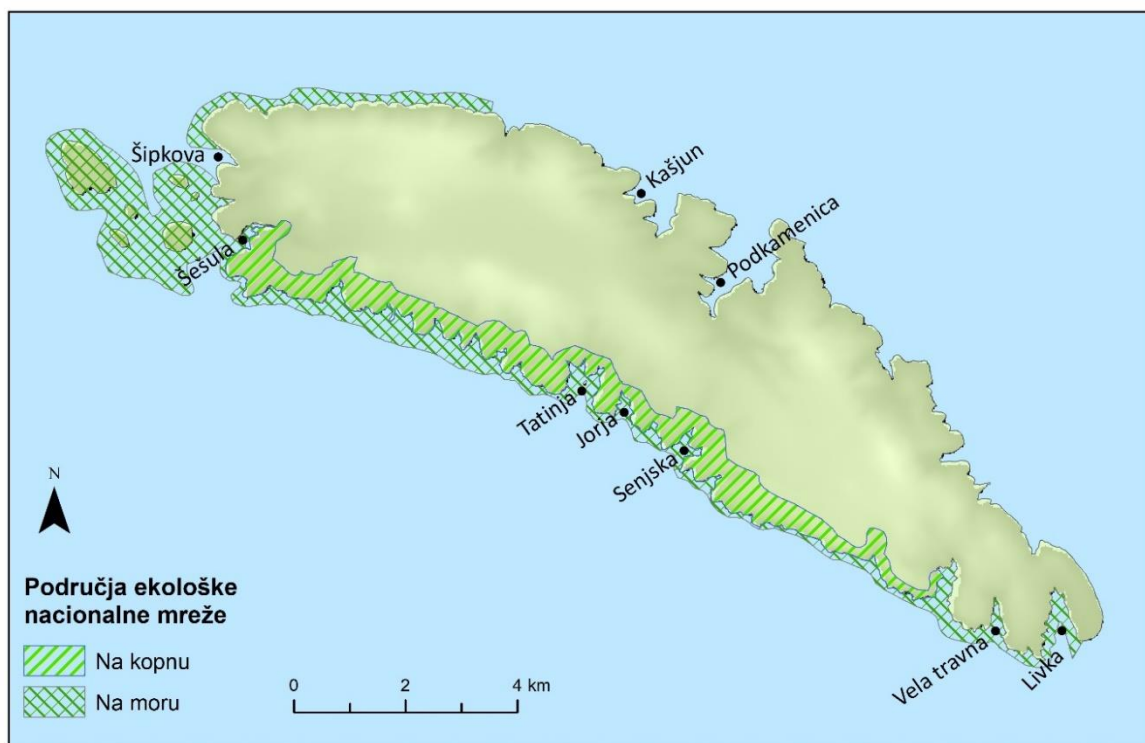 Šipkova
Kašjun
Podkamenica
Šešula
Tatinja
Jorja
Senjska
Vela travna
Livka
N
Područja ekološke
nacionalne mreže
Na kopnu
Na moru
0 2 4 km